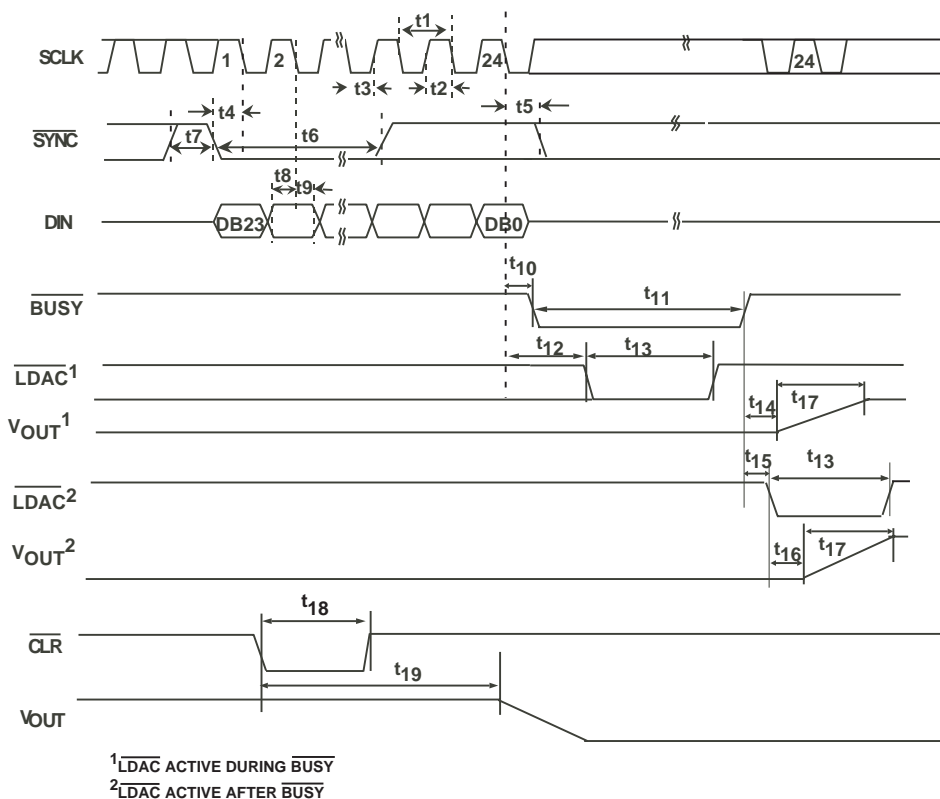 t1
SCLK 1 2 24 24
t3 t2
t4 t5
SYNC t7 t6
t8 t9
DIN DB23 DB0
t10
BUSY t11
t12 t13
LDAC1
t14 t17
VOUT1
t15 t13
LDAC2
VOUT2 t16 t17
t18
CLR
t19
VOUT
1LDAC ACTIVE DURING BUSY
2LDAC ACTIVE AFTER BUSY